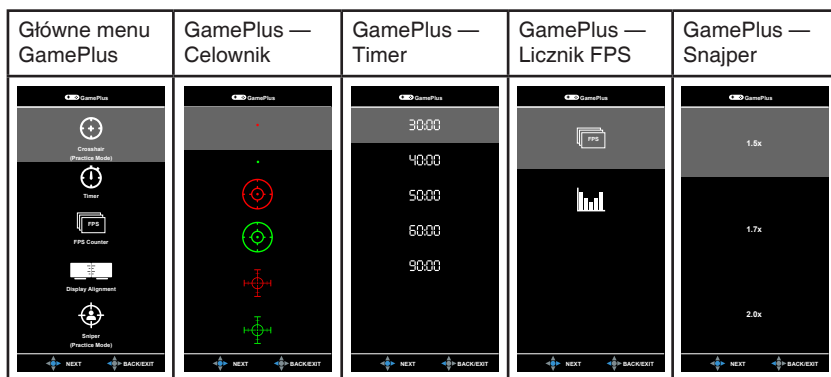 Główne menu
GamePlus
GamePlus —
Celownik
GamePlus —
Timer
GamePlus —
Licznik FPS
GamePlus —
Snajper
GamePlus
Crosshair
(Practice Mode)
Timer
FPS
FPS Counter
Display Alignment
Sniper
(Practice Mode)
NEXT BACK/EXIT
GamePlus
NEXT BACK/EXIT
GamePlus
30:00
40:00
50:00
60:00
90:00
NEXT BACK/EXIT
GamePlus
FPS
NEXT BACK/EXIT
GamePlus
1.5x
1.7x
2.0x
NEXT BACK/EXIT